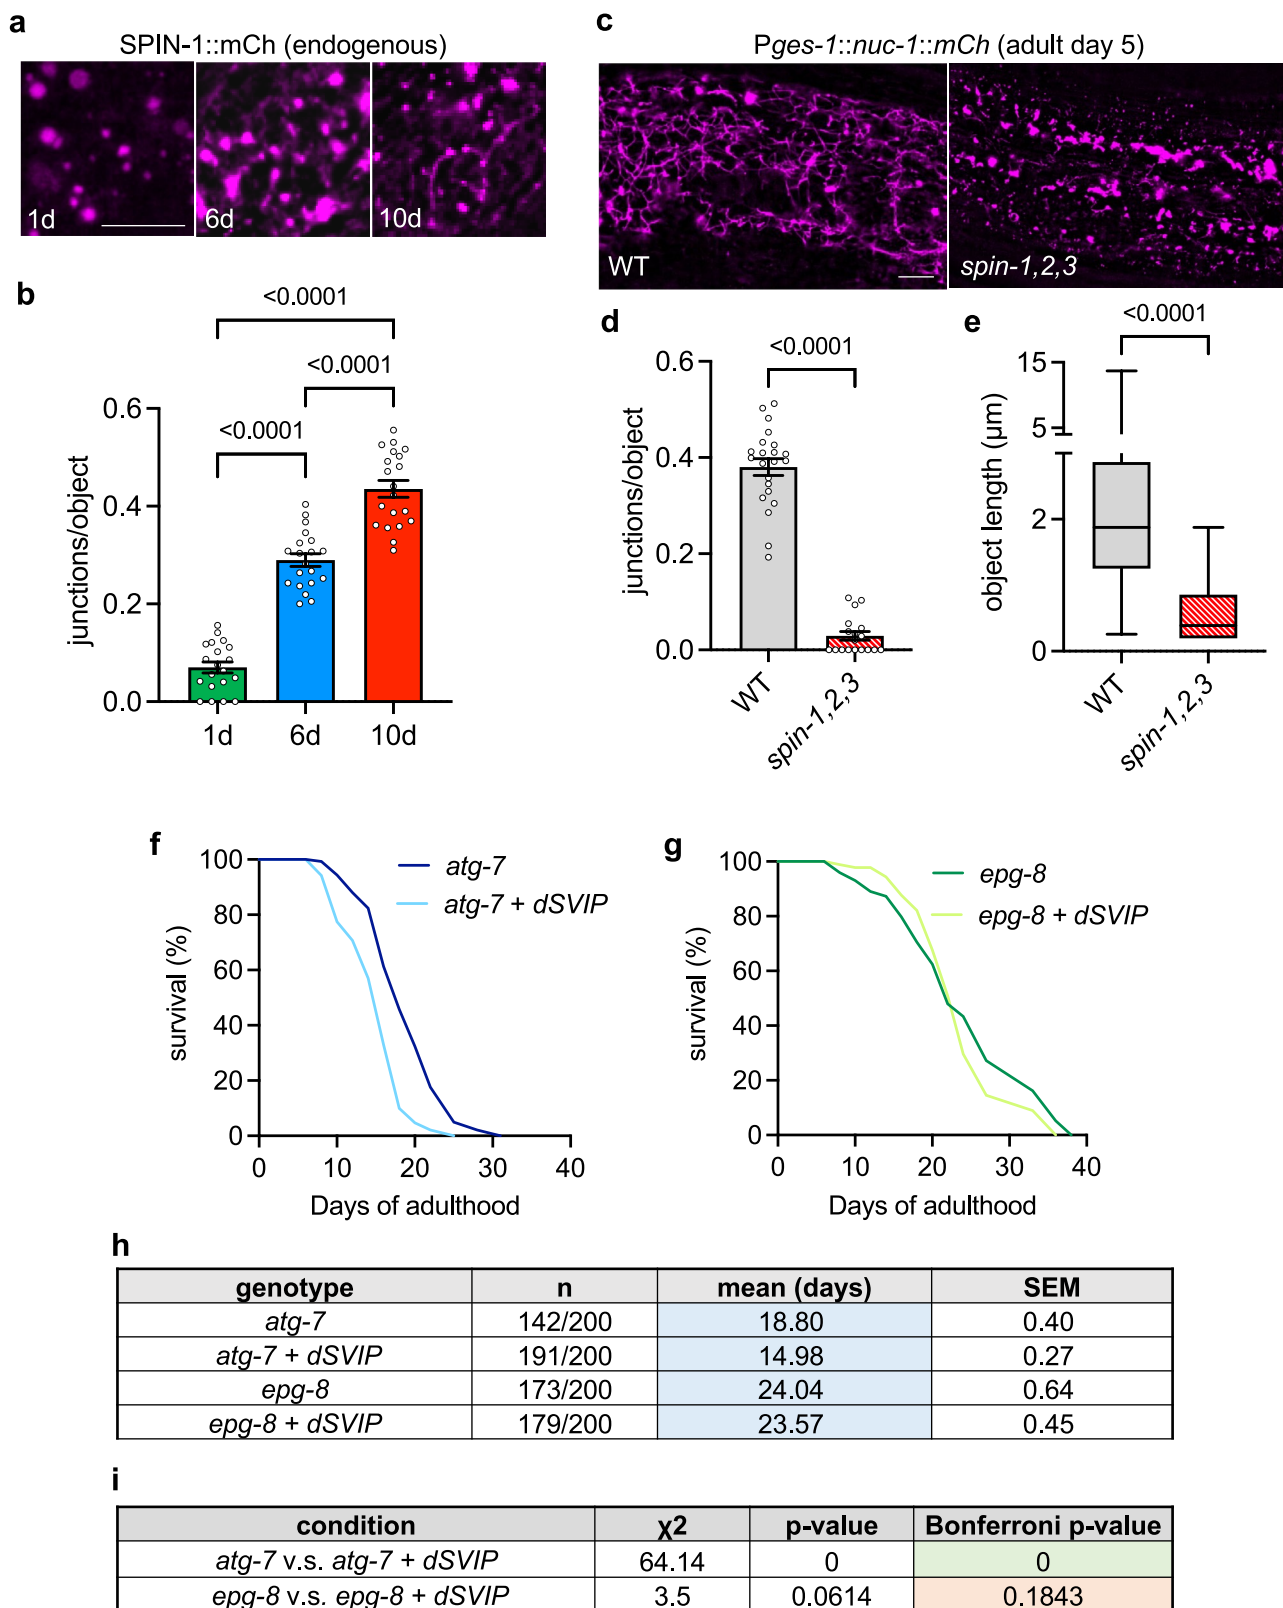 a
SPIN-1::mCh (endogenous)
1d
6d
10d
b
<0.0001
<0.0001
<0.0001
junctions/object
0.6
0.4
0.2
0.0
1d
6d
10d
c
Pges-1::nuc-1::mCh (adult day 5)
WT
spin-1,2,3
d
<0.0001
junctions/object
0.6
0.4
0.2
0.0
WT
spin-1,2,3
e
<0.0001
object length (μm)
15
5
2
0
WT
spin-1,2,3
f
survival (%)
100
80
60
40
20
0
0 10 20 30 40
Days of adulthood
atg-7
atg-7 + dSVIP
g
survival (%)
100
80
60
40
20
0
0 10 20 30 40
Days of adulthood
epg-8
epg-8 + dSVIP
h
genotype n mean (days) SEM
atg-7 142/200 18.80 0.40
atg-7 + dSVIP 191/200 14.98 0.27
epg-8 173/200 24.04 0.64
epg-8 + dSVIP 179/200 23.57 0.45
i
condition χ2 p-value Bonferroni p-value
atg-7 v.s. atg-7 + dSVIP 64.14 0 0
epg-8 v.s. epg-8 + dSVIP 3.5 0.0614 0.1843